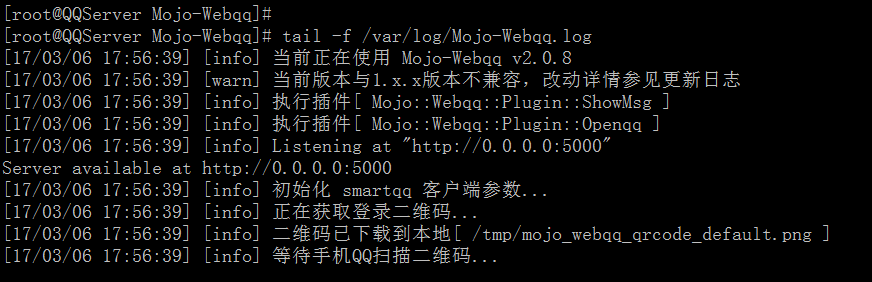 [root@QQServer Mojo-Webqq]#
[root@QQServer Mojo-Webqq]# tail -f /var/log/Mojo-Webqq.log
[17/03/06 17:56:39] [info] 当前正在使用 Mojo-Webqq v2.0.8
[17/03/06 17:56:39] [warn] 当前版本与1.x.x版本不兼容，改动详情参见更新日志
[17/03/06 17:56:39] [info] 执行插件[ Mojo::Webqq::Plugin::ShowMsg ]
[17/03/06 17:56:39] [info] 执行插件[ Mojo::Webqq::Plugin::Openqq ]
[17/03/06 17:56:39] [info] Listening at "http://0.0.0.0:5000"
Server available at http://0.0.0.0:5000
[17/03/06 17:56:39] [info] 初始化 smartqq 客户端参数...
[17/03/06 17:56:39] [info] 正在获取登录二维码...
[17/03/06 17:56:39] [info] 二维码已下载到本地[ /tmp/mojo_webqq_qrcode_default.png ]
[17/03/06 17:56:39] [info] 等待手机QQ扫描二维码...